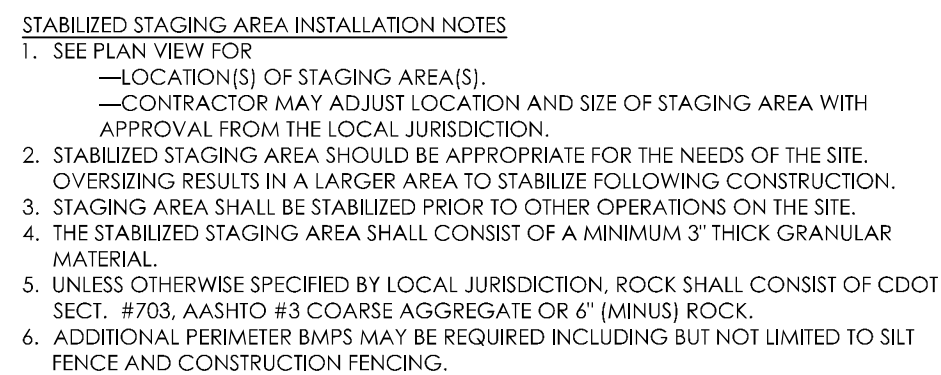 STABILIZED STAGING AREA INSTALLATION NOTES
1. SEE PLAN VIEW FOR
—LOCATION(S) OF STAGING AREA(S).
—CONTRACTOR MAY ADJUST LOCATION AND SIZE OF STAGING AREA WITH
APPROVAL FROM THE LOCAL JURISDICTION.
2. STABILIZED STAGING AREA SHOULD BE APPROPRIATE FOR THE NEEDS OF THE SITE.
OVERSIZING RESULTS IN A LARGER AREA TO STABILIZE FOLLOWING CONSTRUCTION.
3. STAGING AREA SHALL BE STABILIZED PRIOR TO OTHER OPERATIONS ON THE SITE.
4. THE STABILIZED STAGING AREA SHALL CONSIST OF A MINIMUM 3" THICK GRANULAR
MATERIAL.
5. UNLESS OTHERWISE SPECIFIED BY LOCAL JURISDICTION, ROCK SHALL CONSIST OF CDOT
SECT. #703, AASHTO #3 COARSE AGGREGATE OR 6" (MINUS) ROCK.
6. ADDITIONAL PERIMETER BMPS MAY BE REQUIRED INCLUDING BUT NOT LIMITED TO SILT
FENCE AND CONSTRUCTION FENCING.